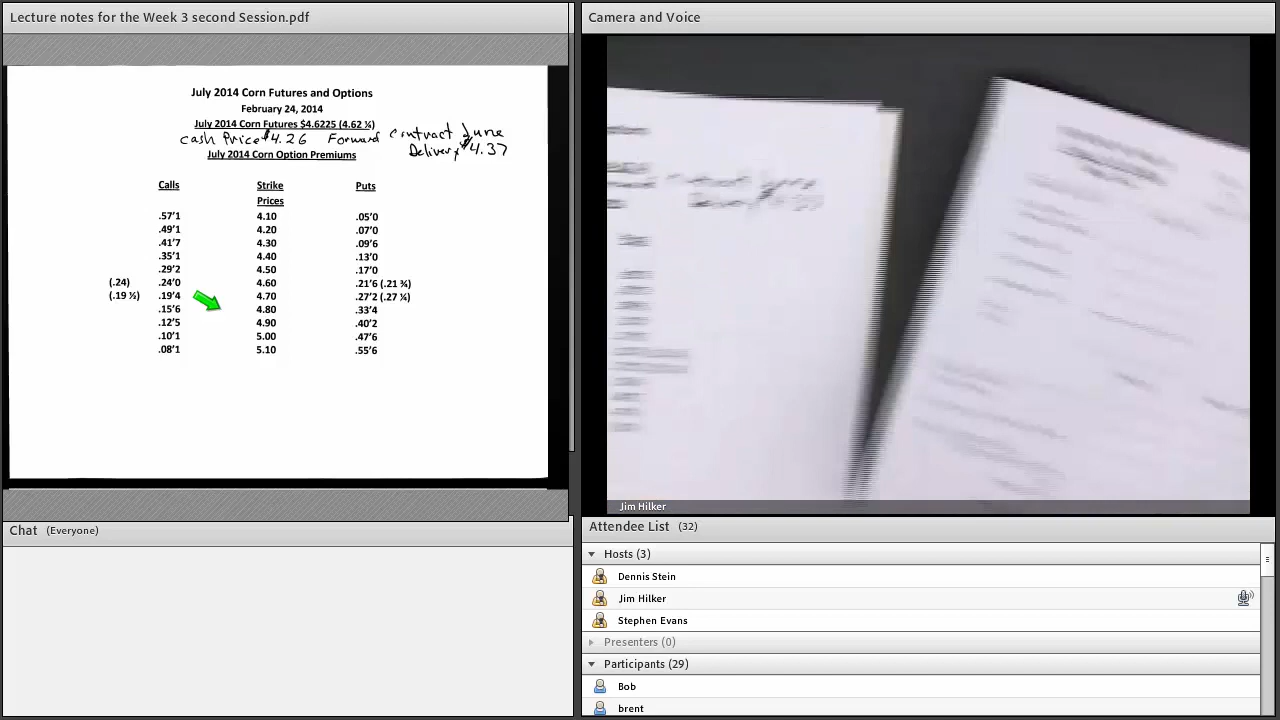 Lecture notes for the Week 3 second Session.pdf
July 2014 Corn Futures and Options
February 24, 2014
July 2014 Corn Futures $4.6225 (4.62 ¼)
cash Price $4.26 Forward contract June
Delivery $4.37
July 2014 Corn Option Premiums
Calls Strike Puts
Prices
.57'1 4.10 .05'0
.49'1 4.20 .07'0
.41'7 4.30 .09'6
.35'1 4.40 .13'0
.29'2 4.50 .17'0
(.24) .24'0 4.60 .21'6 (.21 ¾)
(.19 ½) .19'4 4.70 .27'2 (.27 ¼)
.15'6 4.80 .33'4
.12'5 4.90 .40'2
.10'1 5.00 .47'6
.08'1 5.10 .55'6
Chat (Everyone)
Camera and Voice
Jim Hilker
Attendee List (32)
Hosts (3)
Dennis Stein
Jim Hilker
Stephen Evans
Presenters (0)
Participants (29)
Bob
brent